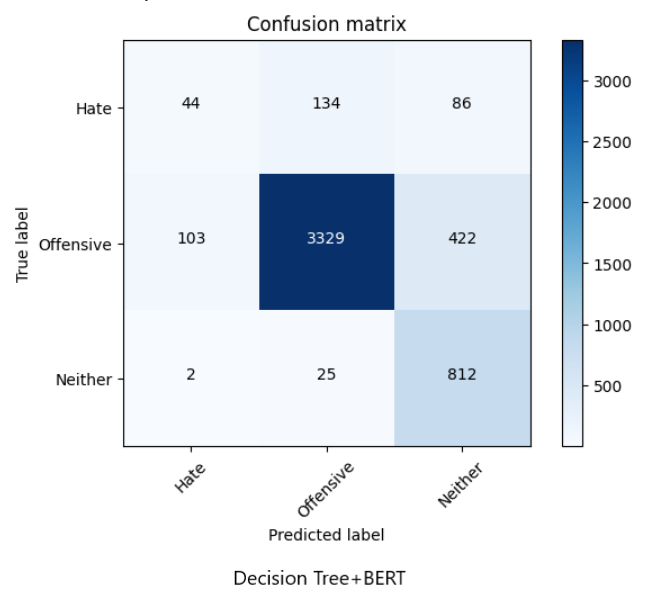 Confusion matrix
Hate 44 134 86
Offensive 103 3329 422
Neither 2 25 812
True label
Hate Offensive Neither
Predicted label
3000
2500
2000
1500
1000
500
Decision Tree+BERT